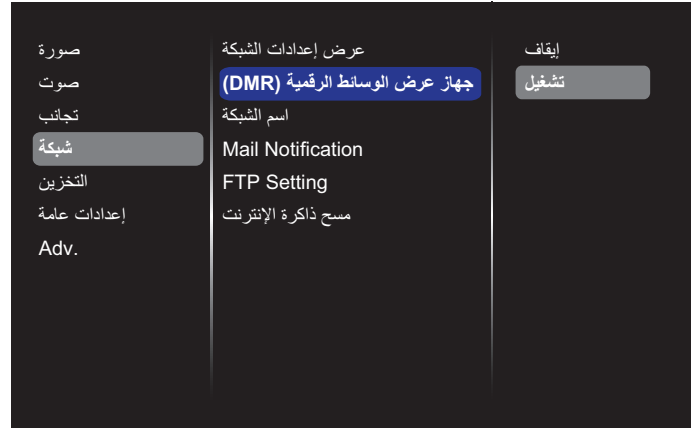 صورة
صوت
تجانب
شبكة
التخزين
إعدادات عامة
Adv.
عرض إعدادات الشبكة
جهاز عرض الوسائط الرقمية (DMR)
اسم الشبكة
Mail Notification
FTP Setting
مسح ذاكرة الإنترنت
إيقاف
تشغيل